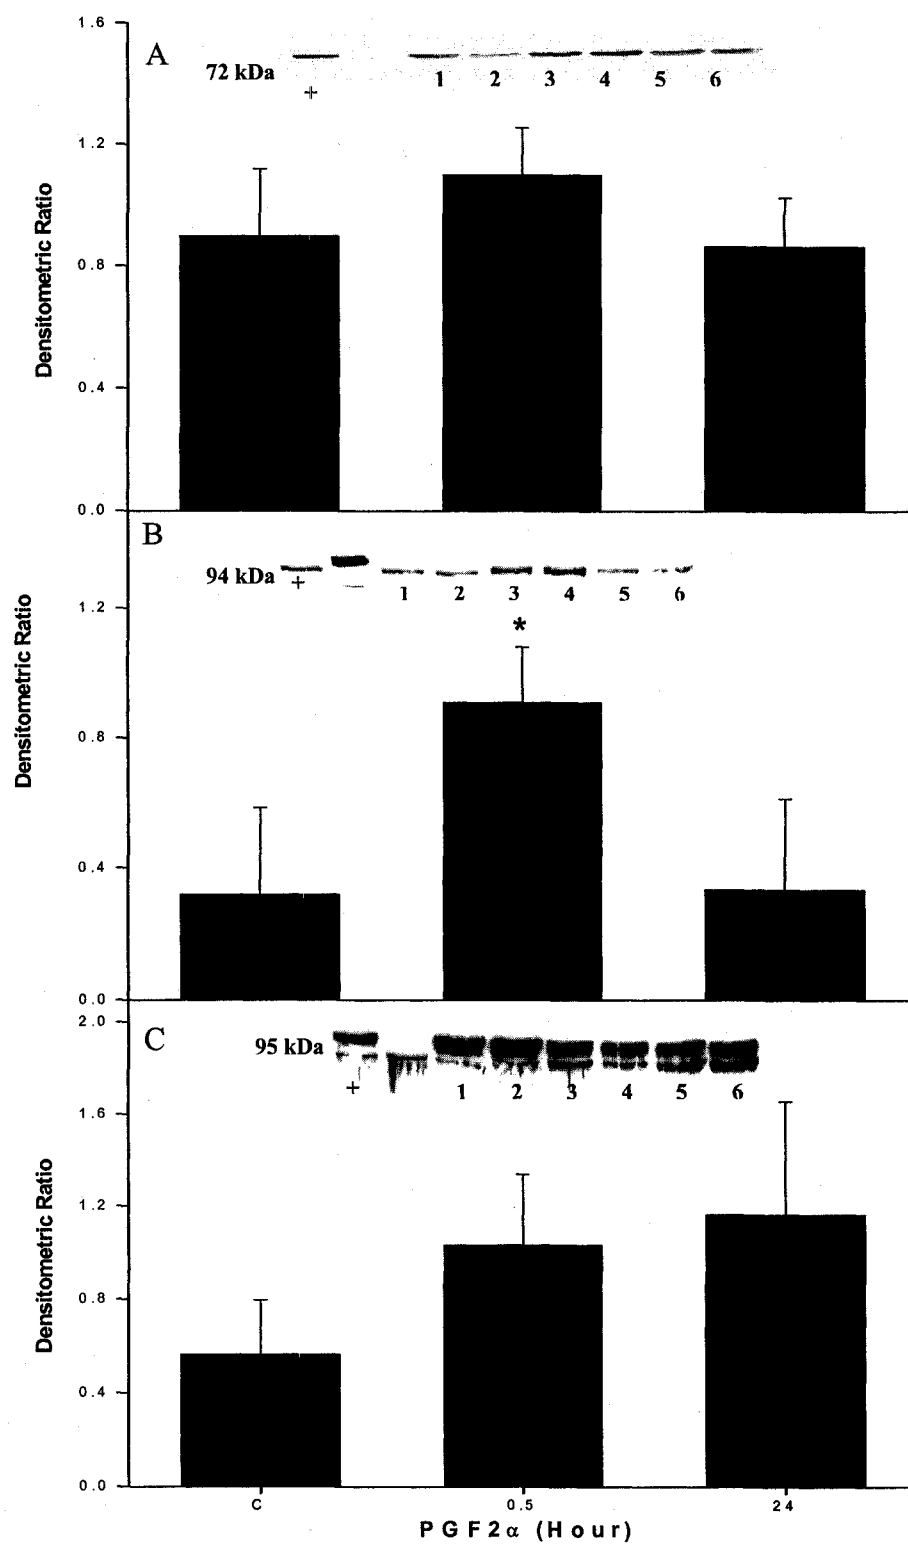 1.6
A
72 kDa
+
1 2 3 4 5 6
1.2
Densitometric Ratio
0.8
0.4
0.0
B
94 kDa
+
1 2 3 4 5 6
1.2
*
Densitometric Ratio
0.8
0.4
0.0
2.0
C
95 kDa
+
1 2 3 4 5 6
1.6
1.2
Densitometric Ratio
0.8
0.4
0.0
C 0.5 24
PGF2α (Hour)